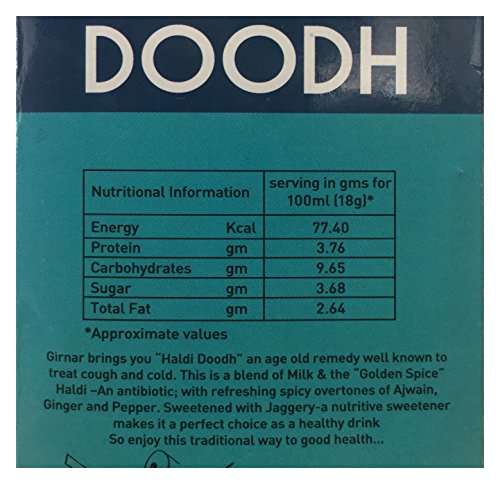 DOODH
Nutritional Information
serving in gms for
100ml (18g)*
Energy Kcal 77.40
Protein gm 3.76
Carbohydrates gm 9.65
Sugar gm 3.68
Total Fat gm 2.64
*Approximate values
Girnar brings you “Haldi Doodh” an age old remedy well known to
treat cough and cold. This is a blend of Milk & the “Golden Spice”
Haldi –An antibiotic; with refreshing spicy overtones of Ajwain,
Ginger and Pepper. Sweetened with Jaggery-a nutritive sweetener
makes it a perfect choice as a healthy drink
So enjoy this traditional way to good health...